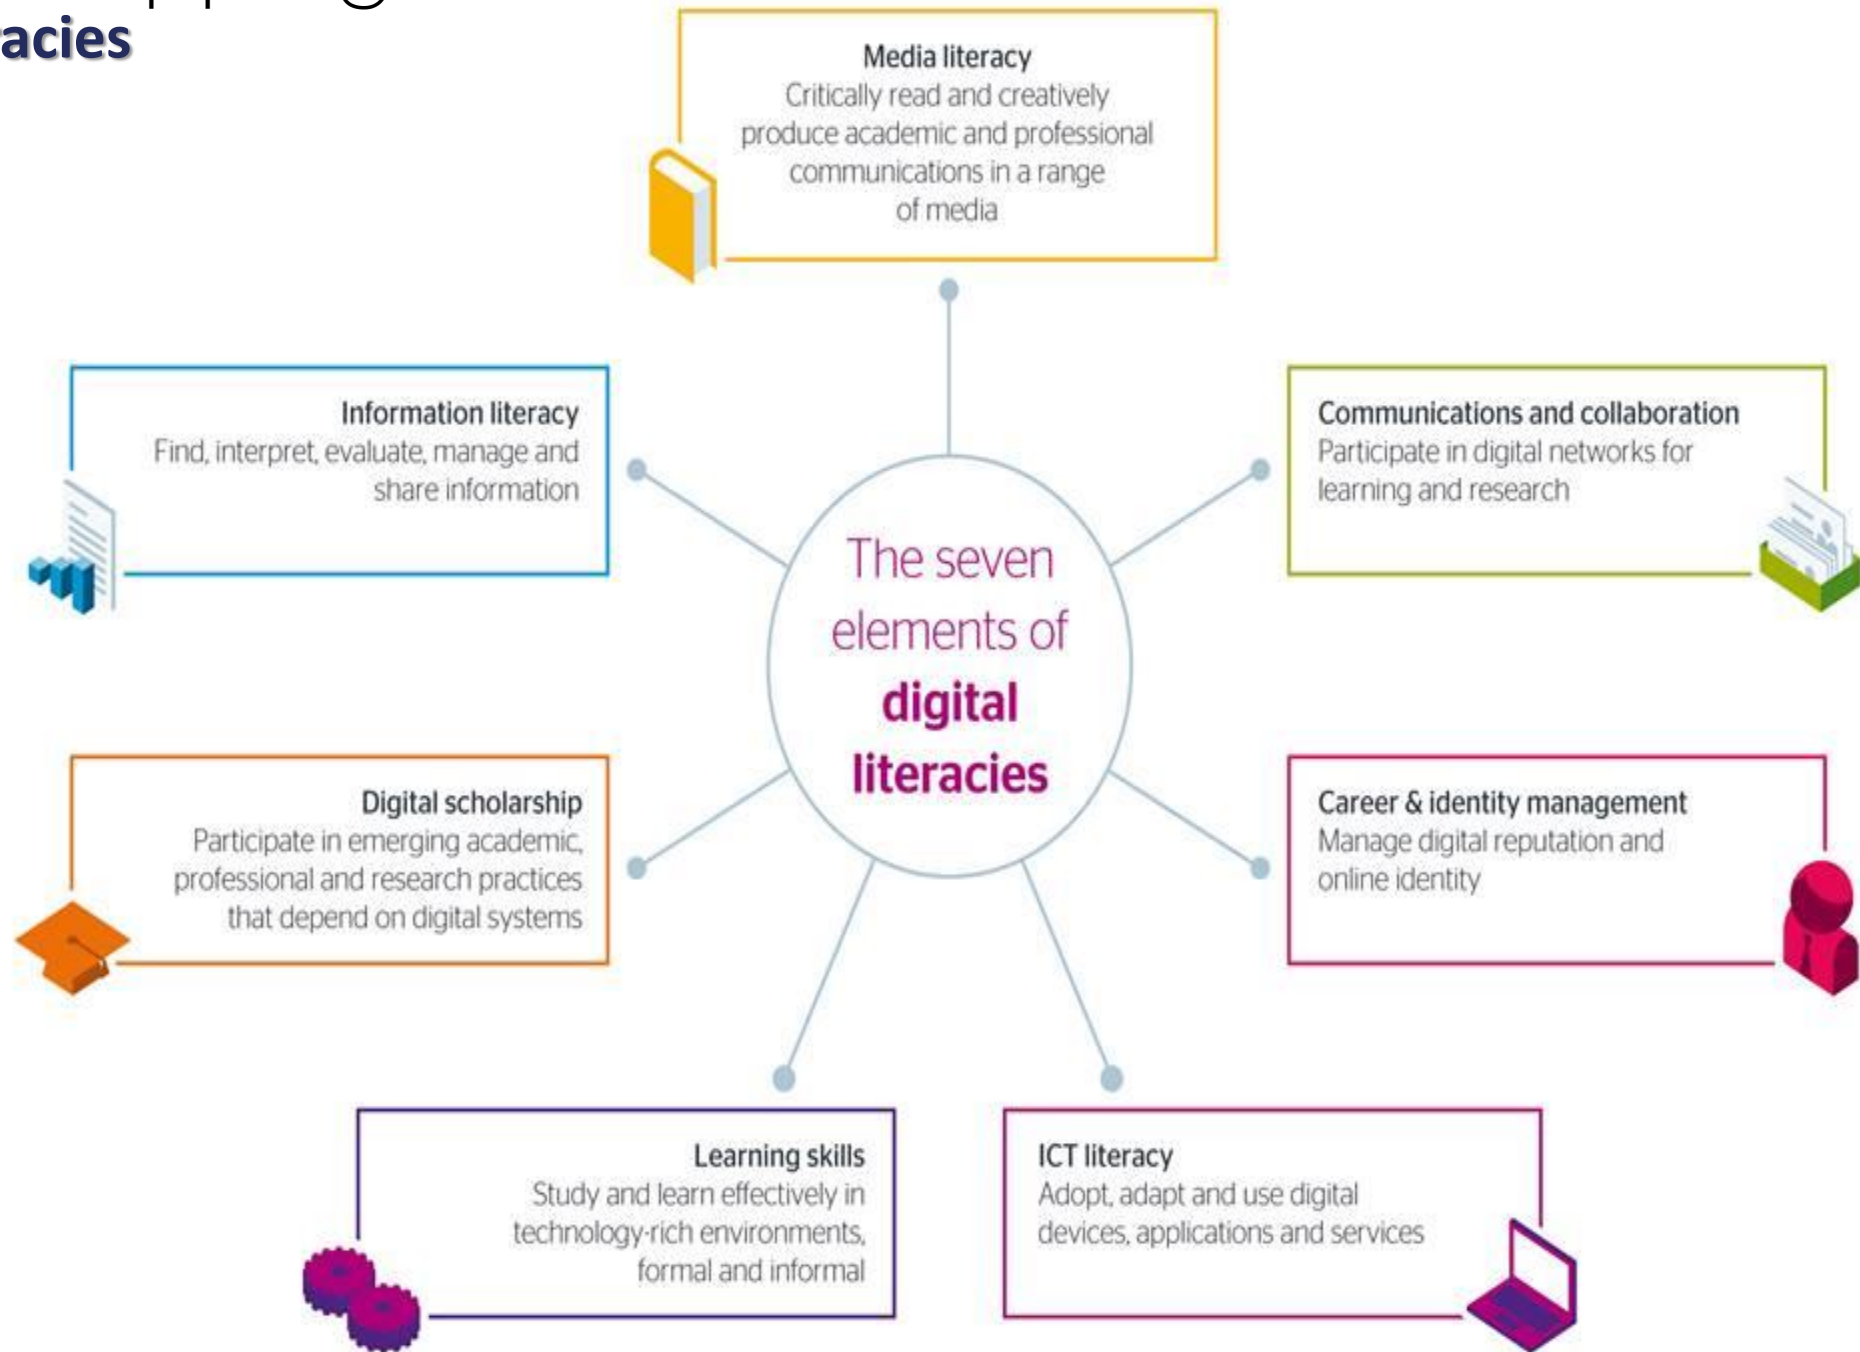 acies
Media literacy
Critically read and creatively
produce academic and professional
communications in a range
of media
Information literacy
Find, interpret, evaluate, manage and
share information
Communications and collaboration
Participate in digital networks for
learning and research
The seven
elements of
digital
literacies
Digital scholarship
Participate in emerging academic,
professional and research practices
that depend on digital systems
Career & identity management
Manage digital reputation and
online identity
Learning skills
Study and learn effectively in
technology-rich environments,
formal and informal
ICT literacy
Adopt, adapt and use digital
devices, applications and services